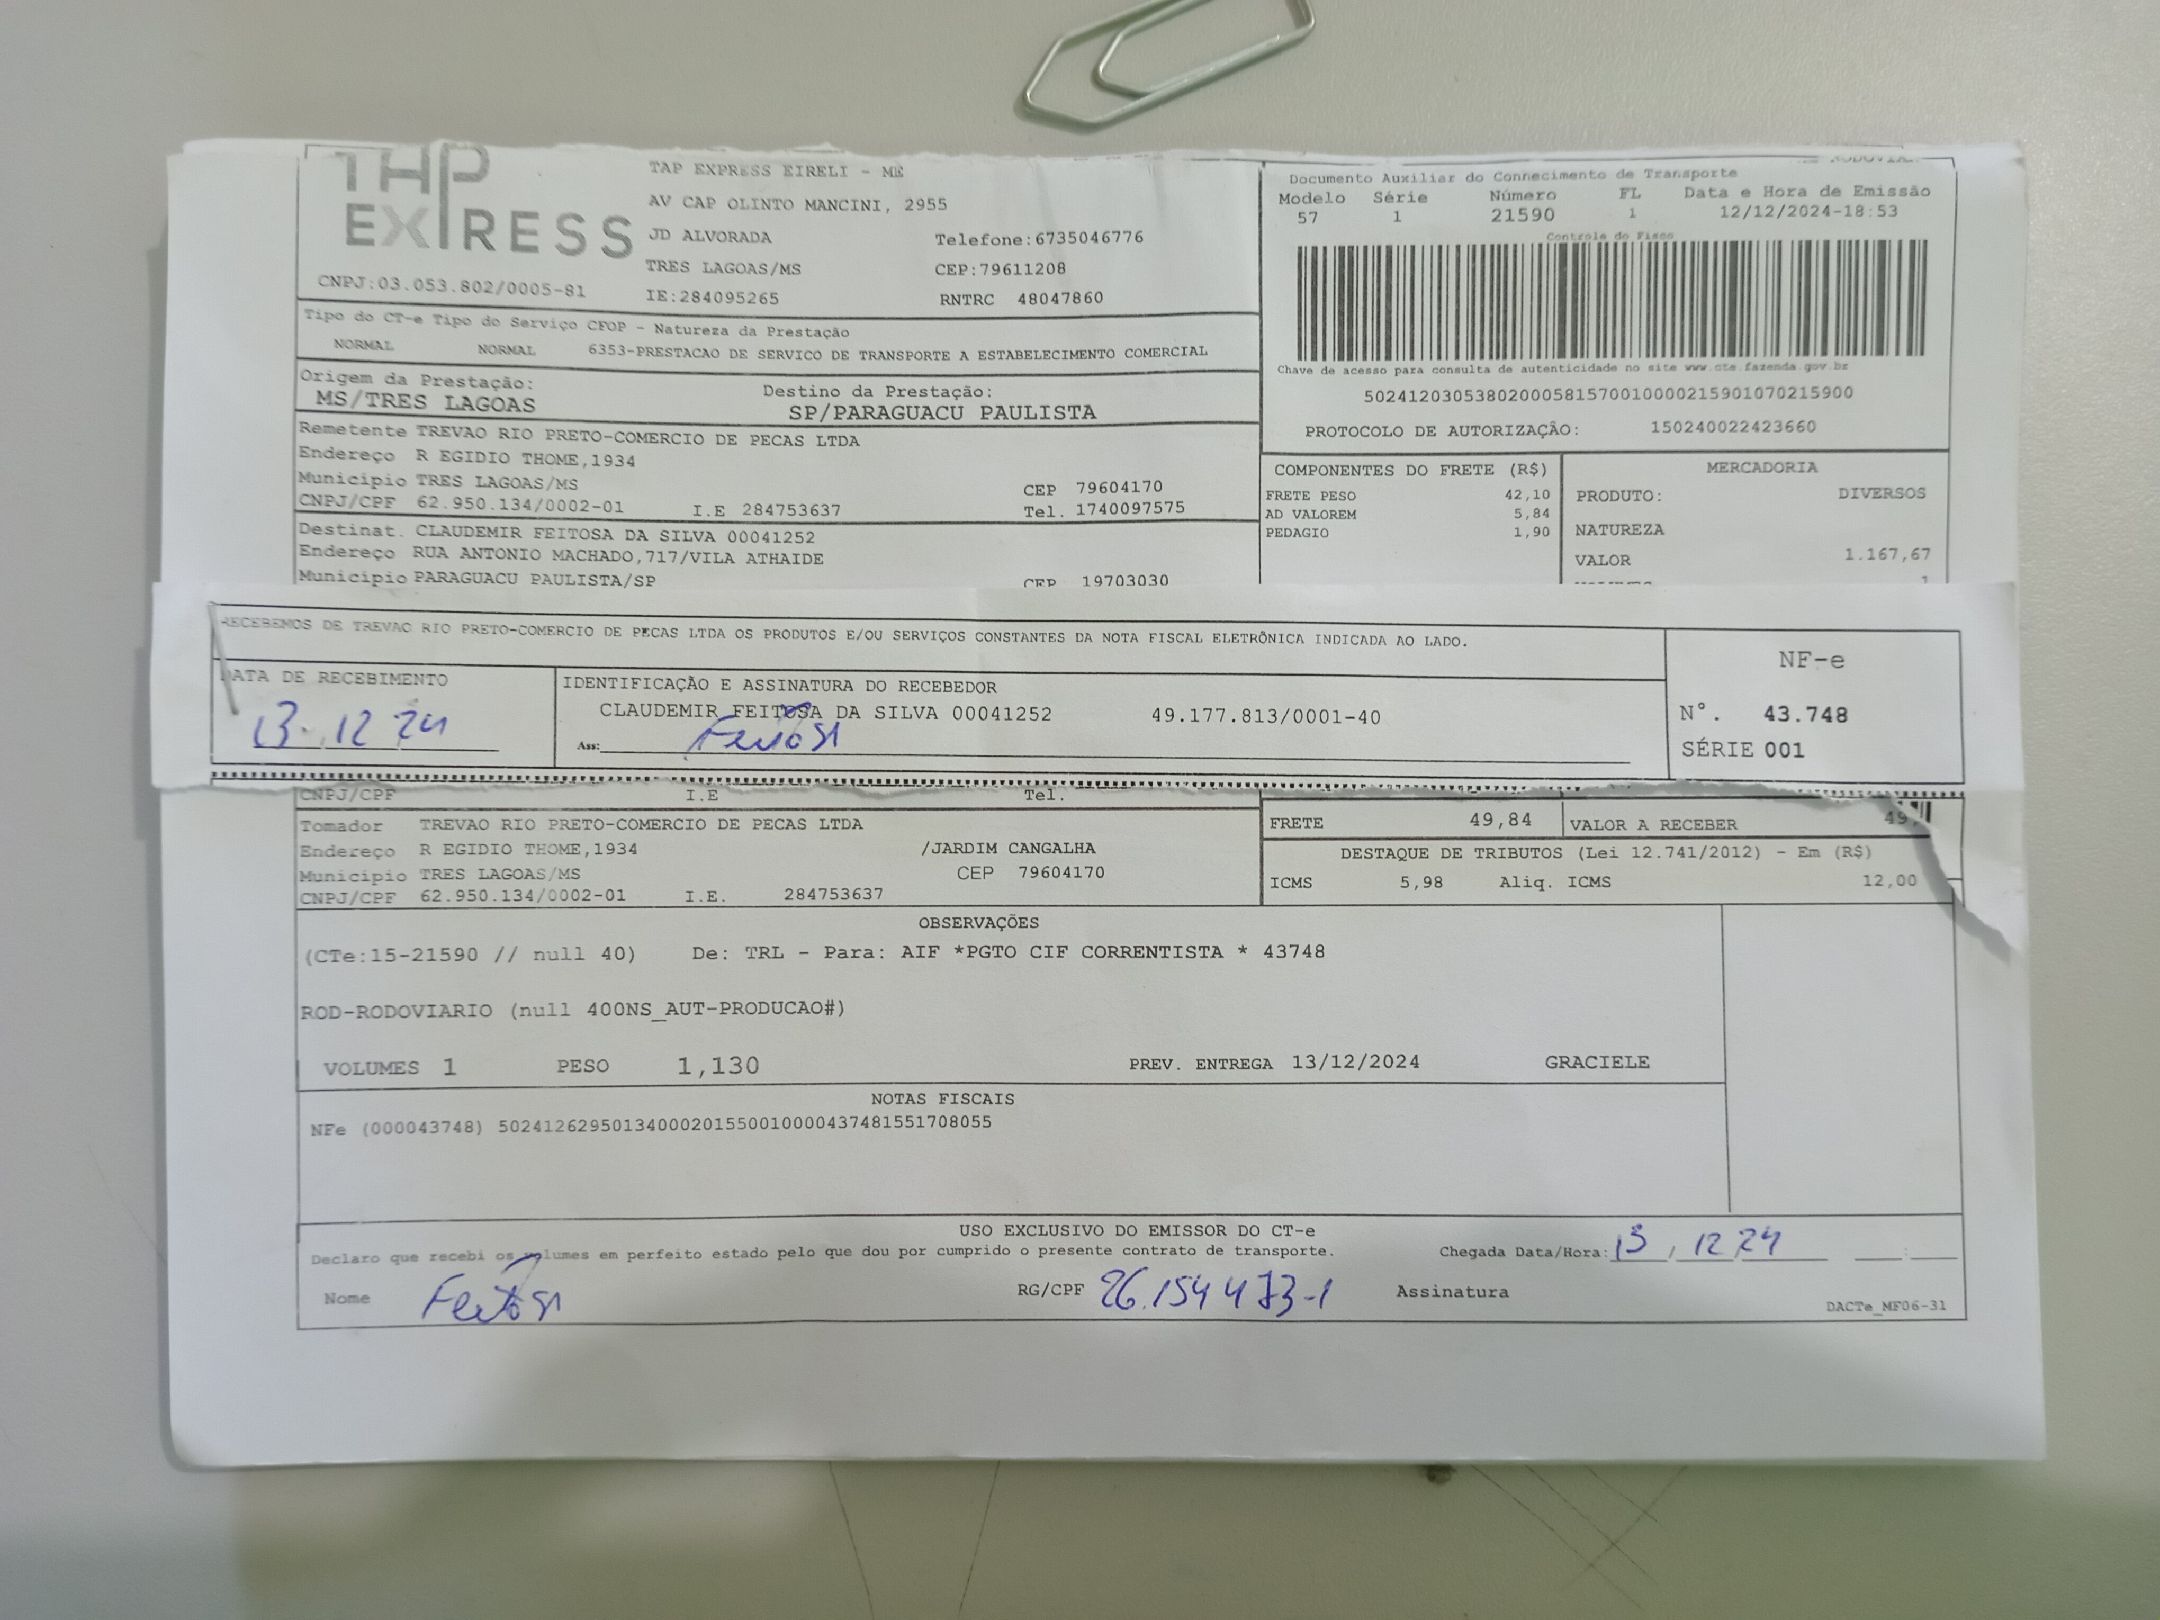 TAP EXPRESS
TAP EXPRESS EIRELI - ME
AV CAP OLINTO MANCINI, 2955
JD ALVORADA Telefone:6735046776
TRES LAGOAS/MS CEP:79611208
CNPJ:03.053.802/0005-81 IE:284095265 RNTRC 48047860
Documento Auxiliar do Connecimento de Transporte
Modelo Série Número FL Data e Hora de Emissão
57 1 21590 1 12/12/2024-18:53
Controle do Fisco
Chave de acesso para consulta de autenticidade no site www.cte.fazenda.gov.br
50241203053802000581570010000215901070215900
PROTOCOLO DE AUTORIZAÇÃO: 150240022423660
Tipo do CT-e Tipo do Serviço CFOP - Natureza da Prestação
NORMAL NORMAL 6353-PRESTACAO DE SERVICO DE TRANSPORTE A ESTABELECIMENTO COMERCIAL
Origem da Prestação: Destino da Prestação:
MS/TRES LAGOAS SP/PARAGUACU PAULISTA
Remetente TREVAO RIO PRETO-COMERCIO DE PECAS LTDA
Endereço R EGIDIO THOME,1934
Município TRES LAGOAS/MS CEP 79604170
CNPJ/CPF 62.950.134/0002-01 I.E 284753637 Tel. 1740097575
Destinat. CLAUDEMIR FEITOSA DA SILVA 00041252
Endereço RUA ANTONIO MACHADO,717/VILA ATHAIDE
Município PARAGUACU PAULISTA/SP CEP 19703030
COMPONENTES DO FRETE (R$) MERCADORIA
FRETE PESO 42,10 PRODUTO: DIVERSOS
AD VALOREM 5,84
PEDAGIO 1,90 NATUREZA
VALOR 1.167,67
1
RECEBEMOS DE TREVAO RIO PRETO-COMERCIO DE PECAS LTDA OS PRODUTOS E/OU SERVIÇOS CONSTANTES DA NOTA FISCAL ELETRÔNICA INDICADA AO LADO.
DATA DE RECEBIMENTO IDENTIFICAÇÃO E ASSINATURA DO RECEBEDOR
CLAUDEMIR FEITOSA DA SILVA 00041252 49.177.813/0001-40
13.12 24 Ass: Feitosa
NF-e
N°. 43.748
SÉRIE 001
CNPJ/CPF I.E Tel.
Tomador TREVAO RIO PRETO-COMERCIO DE PECAS LTDA
Endereço R EGIDIO THOME,1934 /JARDIM CANGALHA
Município TRES LAGOAS/MS CEP 79604170
CNPJ/CPF 62.950.134/0002-01 I.E. 284753637
FRETE 49,84 VALOR A RECEBER 49,
DESTAQUE DE TRIBUTOS (Lei 12.741/2012) - Em (R$)
ICMS 5,98 Aliq. ICMS 12,00
OBSERVAÇÕES
(CTe:15-21590 // null 40) De: TRL - Para: AIF *PGTO CIF CORRENTISTA * 43748
ROD-RODOVIARIO (null 400NS_AUT-PRODUCAO#)
VOLUMES 1 PESO 1,130 PREV. ENTREGA 13/12/2024 GRACIELE
NOTAS FISCAIS
NFe (000043748) 50241262950134000201550010000437481551708055
USO EXCLUSIVO DO EMISSOR DO CT-e
Declaro que recebi os volumes em perfeito estado pelo que dou por cumprido o presente contrato de transporte. Chegada Data/Hora: 13 / 12 24 :
Nome Feitosa RG/CPF 26.154473-1 Assinatura
DACTe_MF06-31